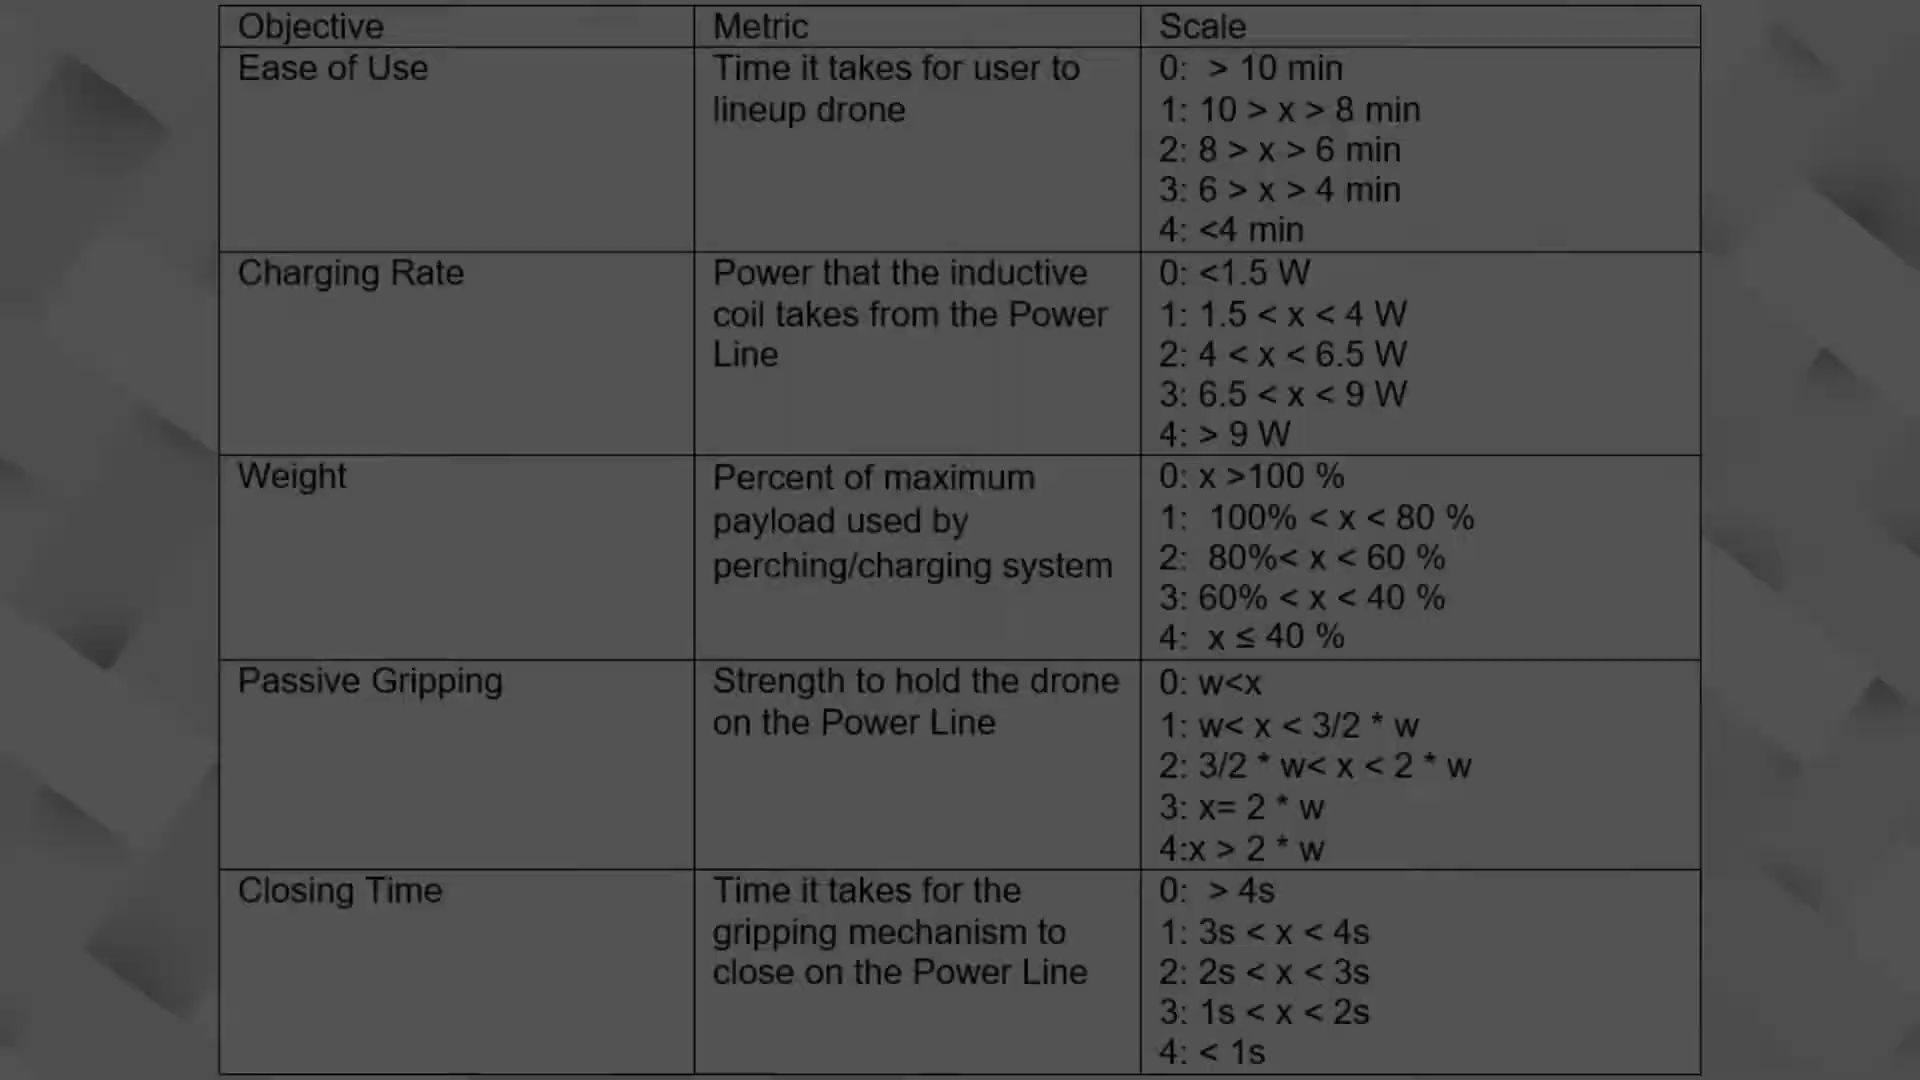 Objective Metric Scale
Ease of Use
Time it takes for user to
lineup drone
0:  > 10 min
1: 10 > x > 8 min
2: 8 > x > 6 min
3: 6 > x > 4 min
4: <4 min
Charging Rate
Power that the inductive
coil takes from the Power
Line
0: <1.5 W
1: 1.5 < x < 4 W
2: 4 < x < 6.5 W
3: 6.5 < x < 9 W
4: > 9 W
Weight
Percent of maximum
payload used by
perching/charging system
0: x >100 %
1:  100% < x < 80 %
2:  80%< x < 60 %
3: 60% < x < 40 %
4:  x ≤ 40 %
Passive Gripping
Strength to hold the drone
on the Power Line
0: w<x
1: w< x < 3/2 * w
2: 3/2 * w< x < 2 * w
3: x= 2 * w
4:x > 2 * w
Closing Time
Time it takes for the
gripping mechanism to
close on the Power Line
0:  > 4s
1: 3s < x < 4s
2: 2s < x < 3s
3: 1s < x < 2s
4: < 1s